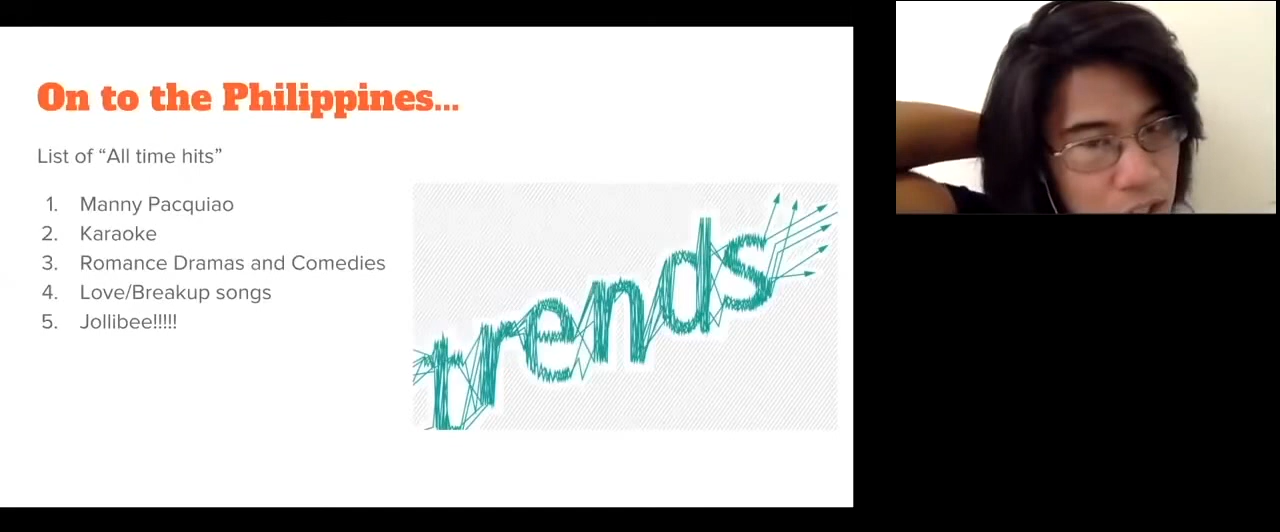 On to the Philippines...
List of “All time hits”
1. Manny Pacquiao
2. Karaoke
3. Romance Dramas and Comedies
4. Love/Breakup songs
5. Jollibee!!!!!
trends